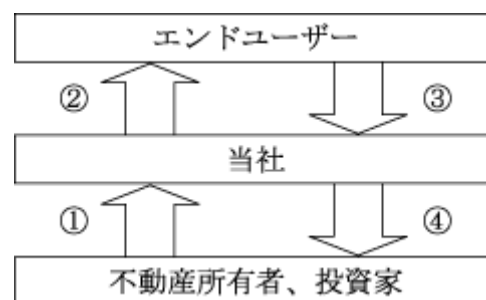 エンドユーザー
② ③
当社
① ④
不動産所有者、投資家